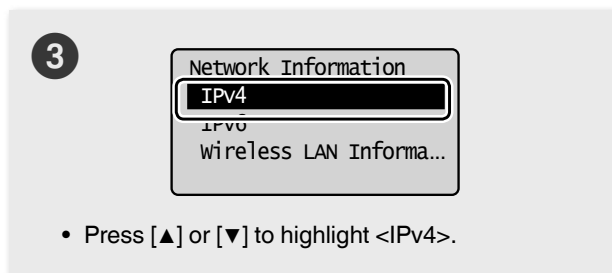 3
Network Information
IPv4
IPv6
Wireless LAN Informa...
• Press [▲] or [▼] to highlight <IPv4>.